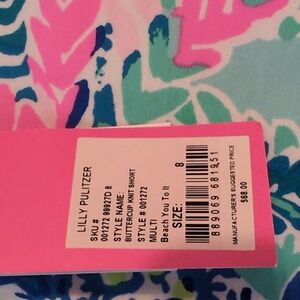 LILLY PULITZER
SKU #
001272 99927D 8
STYLE NAME:
BUTTERCUP KNIT SHORT
STYLE # 001272
MULTI
Beach You To It
SIZE:
8
889069 681951
MANUFACTURER'S SUGGESTED PRICE
$68.00